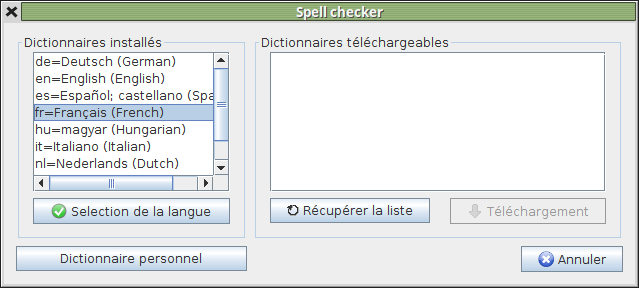 Spell checker
Dictionnaires installés
de=Deutsch (German)
en=English (English)
es=Español; castellano (Spa
fr=Français (French)
hu=magyar (Hungarian)
it=Italiano (Italian)
nl=Nederlands (Dutch)
Selection de la langue
Dictionnaires téléchargeables
Récupérer la liste
Téléchargement
Dictionnaire personnel
Annuler